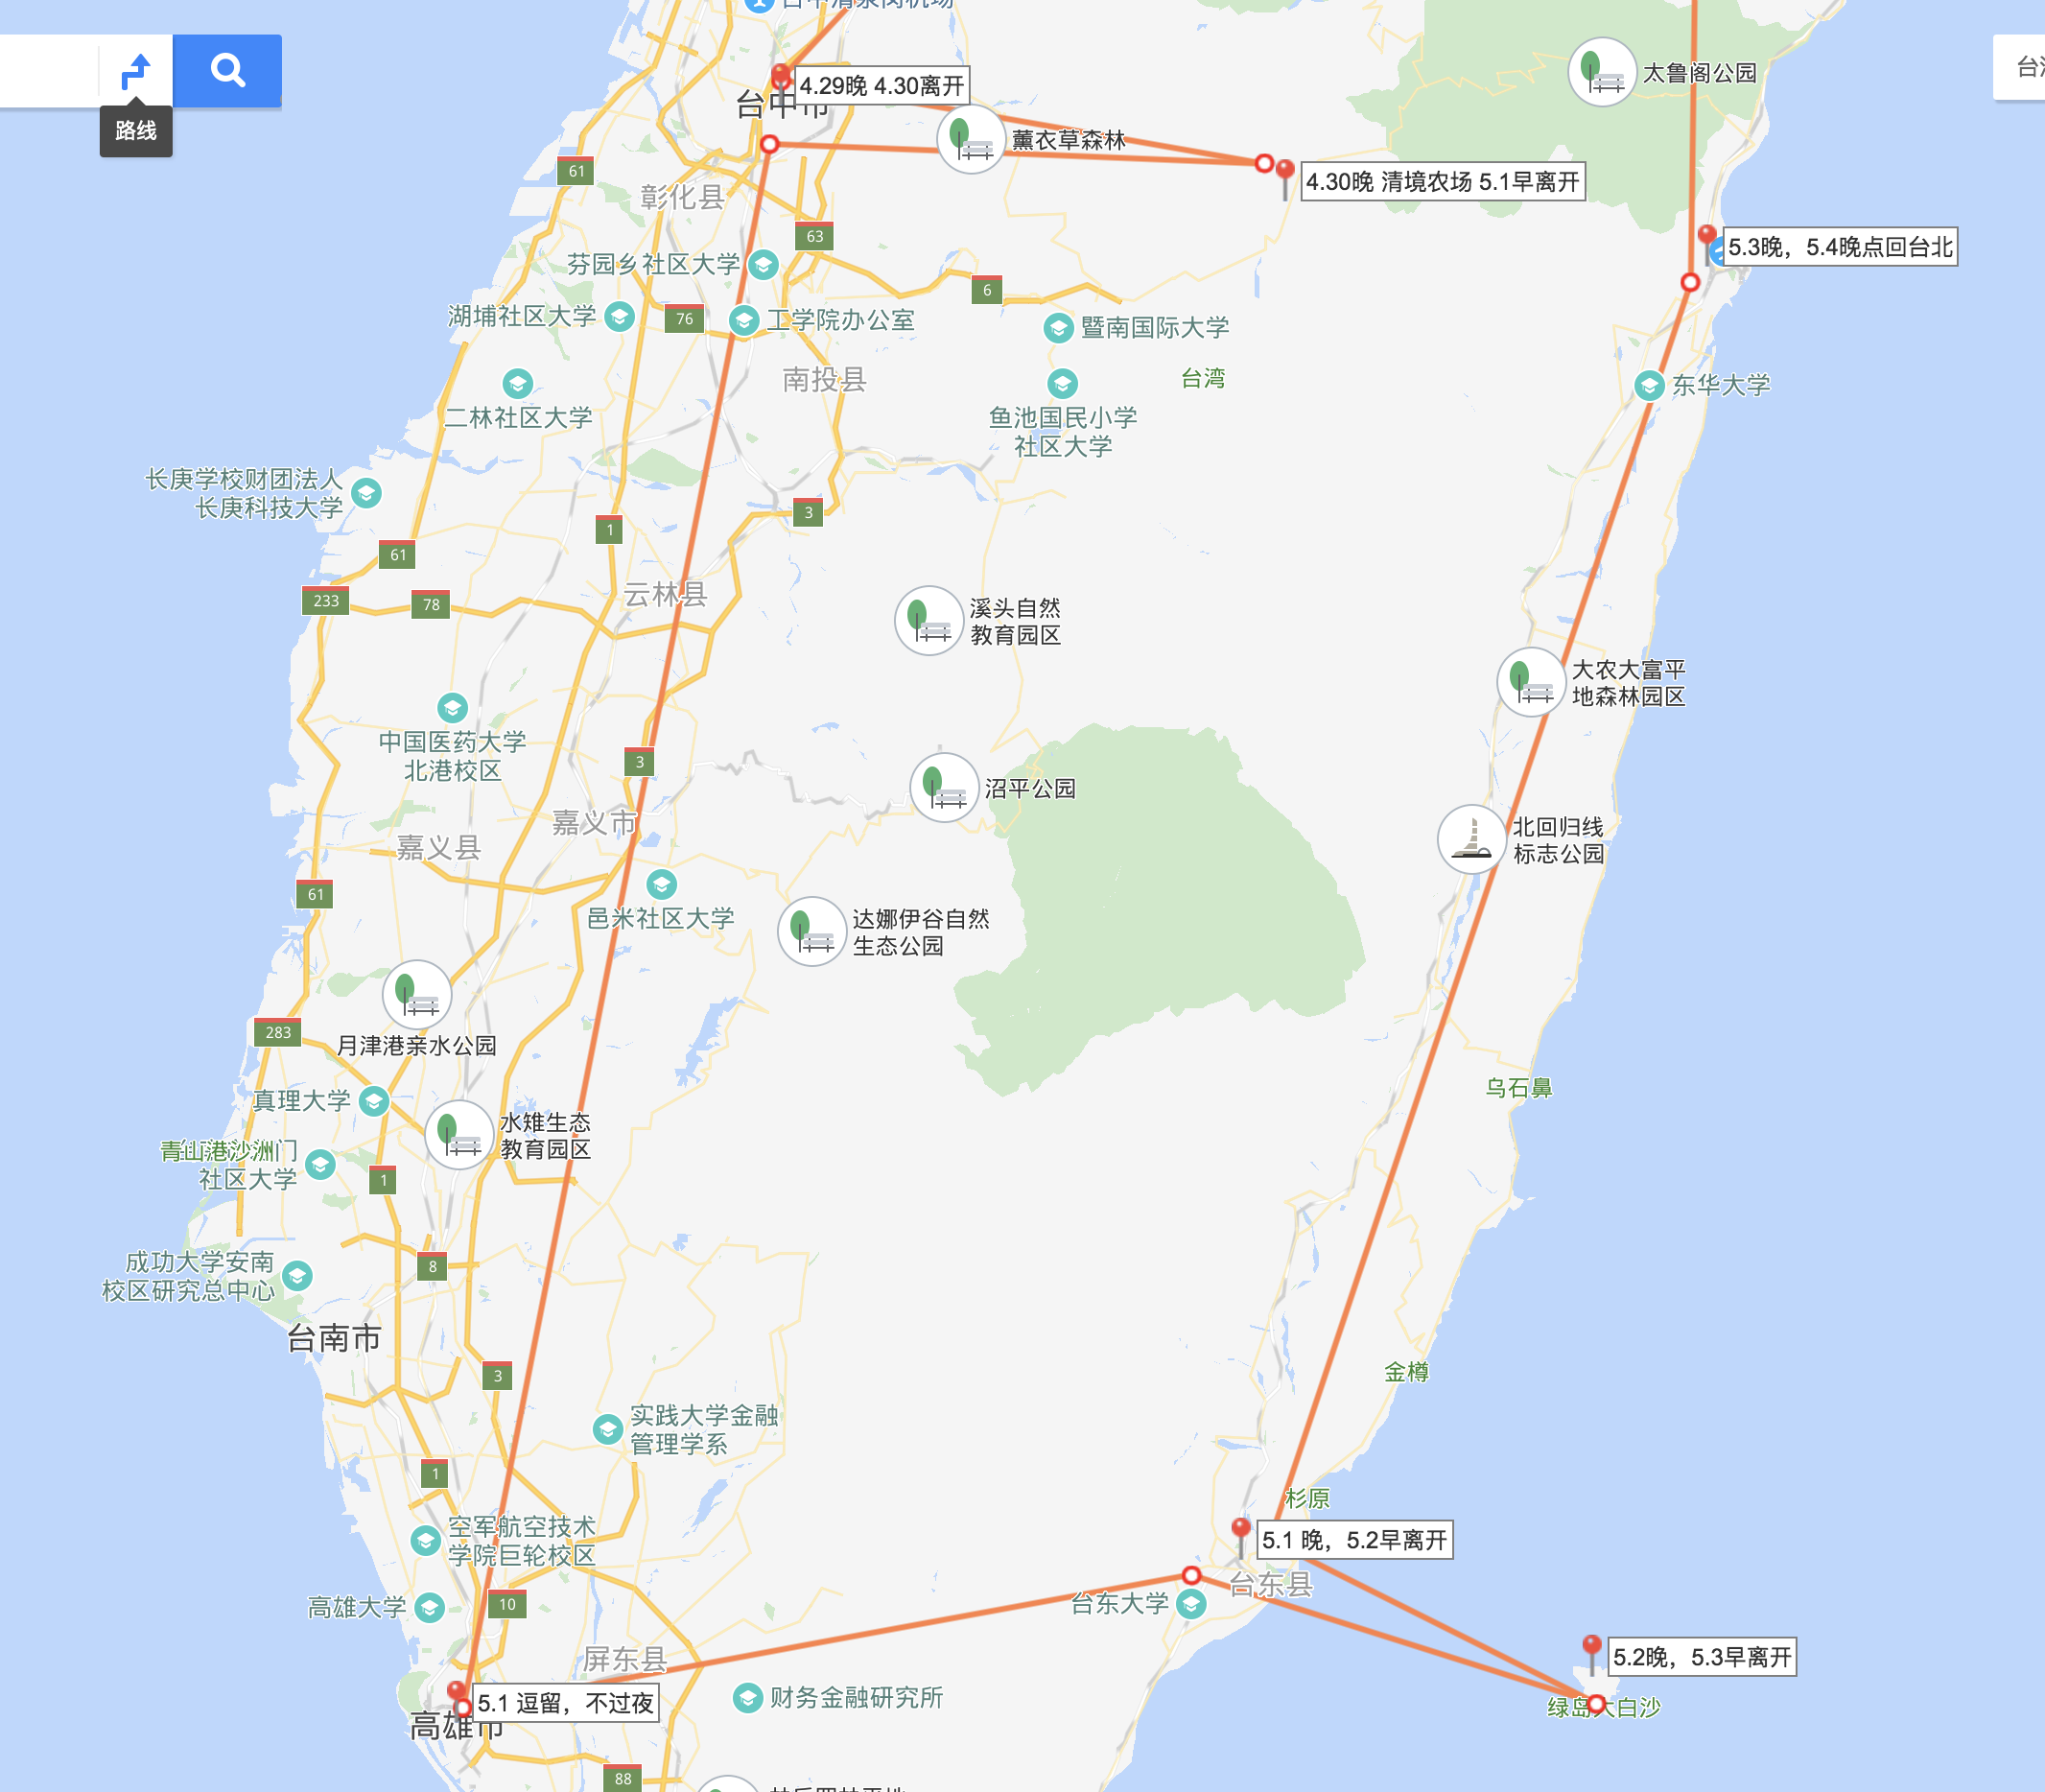 台中清泉岗机场
太鲁阁公园
路线
4.29晚 4.30离开
台中市
薰衣草森林
61
4.30晚 清境农场 5.1早离开
彰化县
63
5.3晚，5.4晚点回台北
芬园乡社区大学
6
湖埔社区大学
76
工学院办公室
暨南国际大学
南投县
台湾
东华大学
二林社区大学
鱼池国民小学
社区大学
长庚学校财团法人
长庚科技大学
3
1
61
233
78
云林县
溪头自然
教育园区
大农大富平
地森林园区
中国医药大学
北港校区
3
沼平公园
嘉义市
嘉义县
北回归线
标志公园
61
邑米社区大学
达娜伊谷自然
生态公园
283
月津港亲水公园
乌石鼻
真理大学
水雉生态
教育园区
青山港沙洲
社区大学
1
成功大学安南
校区研究总中心
8
台南市
3
金樽
实践大学金融
管理学系
1
杉原
空军航空技术
学院巨轮校区
5.1 晚，5.2早离开
台东县
高雄大学
10
台东大学
屏东县
5.2晚，5.3早离开
5.1 逗留，不过夜
财务金融研究所
绿岛大白沙
高雄市
88